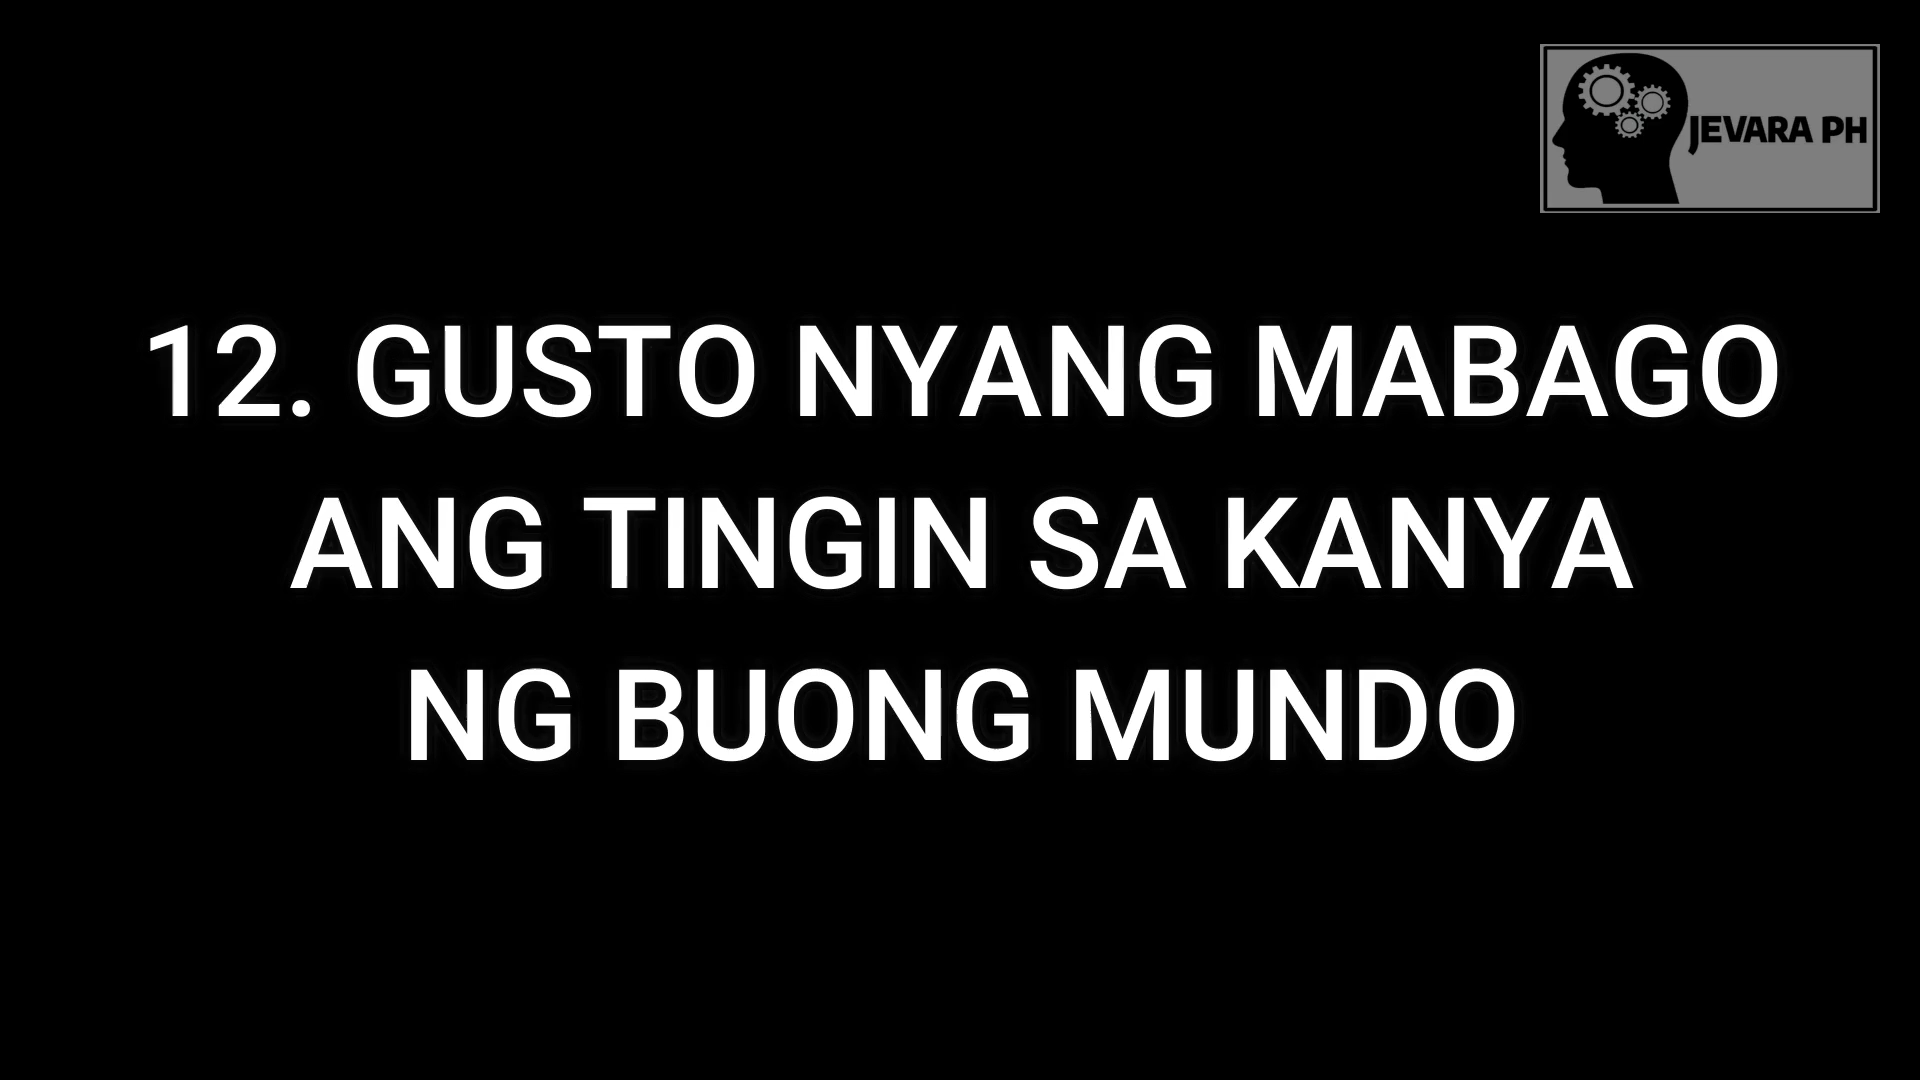 JEVARA PH
12. GUSTO NYANG MABAGO
ANG TINGIN SA KANYA
NG BUONG MUNDO